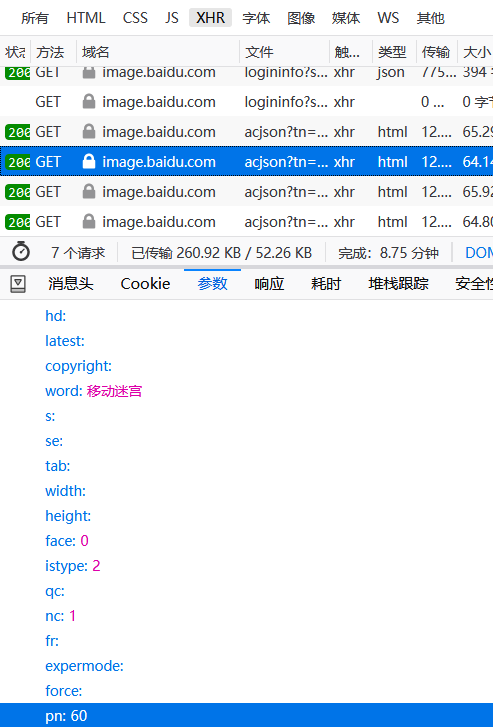 所有 HTML CSS JS XHR 字体 图像 媒体 WS 其他
方法 域名 文件 触... 类型 传输 大小
200 GET image.baidu.com logininfo?s... xhr json 775... 394
GET image.baidu.com logininfo?s... xhr 0 ... 0 字节
200 GET image.baidu.com acjson?tn=... xhr html 12.... 65.29
200 GET image.baidu.com acjson?tn=... xhr html 12.... 64.14
200 GET image.baidu.com acjson?tn=... xhr html 12.... 65.92
200 GET image.baidu.com acjson?tn=... xhr html 12.... 64.80
7 个请求 已传输 260.92 KB / 52.26 KB 完成：8.75 分钟 DOM
消息头 Cookie 参数 响应 耗时 堆栈跟踪 安全性
hd:
latest:
copyright:
word: 移动迷宫
s:
se:
tab:
width:
height:
face: 0
istype: 2
qc:
nc: 1
fr:
expermode:
force:
pn: 60